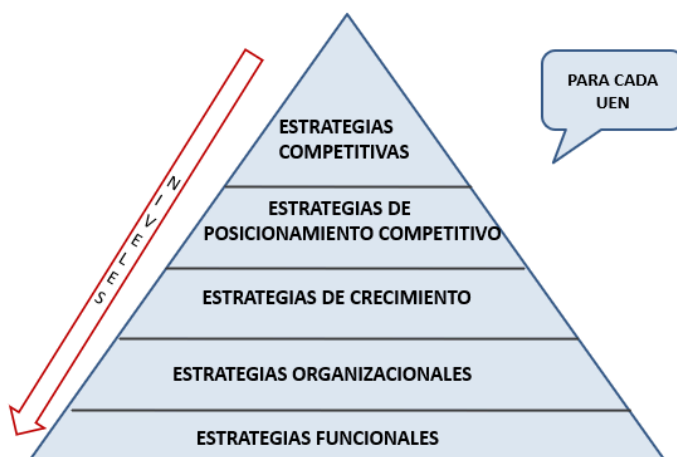 PARA CADA
UEN
ESTRATEGIAS
COMPETITIVAS
NIVELES
ESTRATEGIAS DE
POSICIONAMIENTO COMPETITIVO
ESTRATEGIAS DE CRECIMIENTO
ESTRATEGIAS ORGANIZACIONALES
ESTRATEGIAS FUNCIONALES